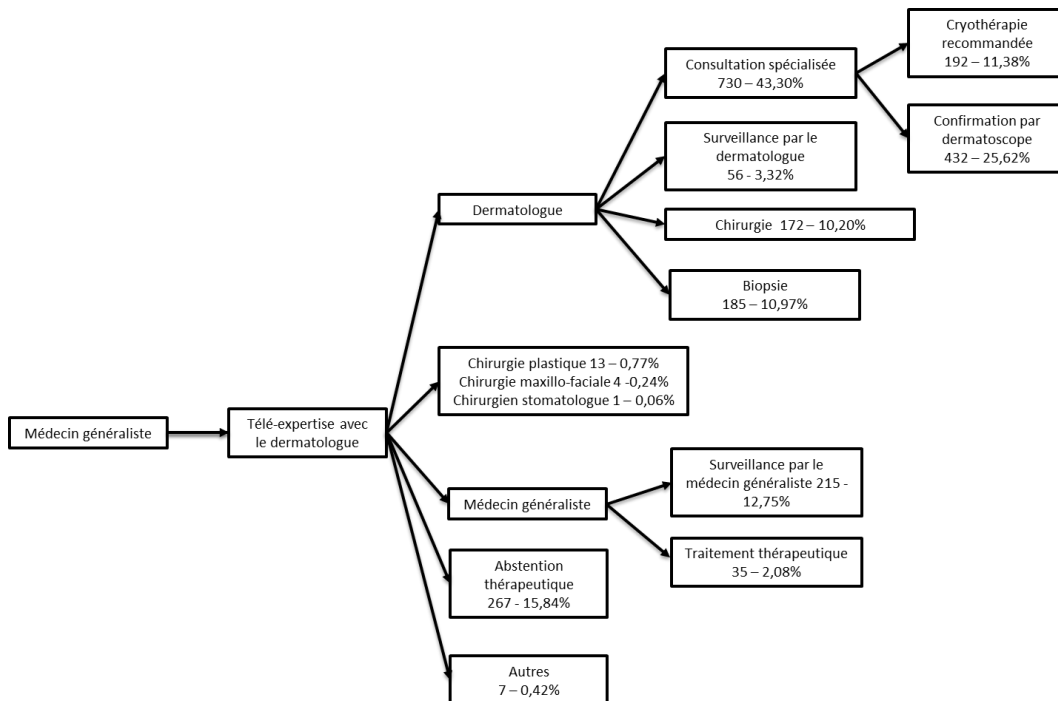 Médecin généraliste
Télé-expertise avec
le dermatologue
Dermatologue
Consultation spécialisée
730 – 43,30%
Cryothérapie
recommandée
192 – 11,38%
Confirmation par
dermatoscope
432 – 25,62%
Surveillance par le
dermatologue
56 - 3,32%
Chirurgie 172 – 10,20%
Biopsie
185 – 10,97%
Chirurgie plastique 13 – 0,77%
Chirurgie maxillo-faciale 4 -0,24%
Chirurgien stomatologue 1 – 0,06%
Médecin généraliste
Surveillance par le
médecin généraliste 215 -
12,75%
Traitement thérapeutique
35 – 2,08%
Abstention
thérapeutique
267 - 15,84%
Autres
7 – 0,42%